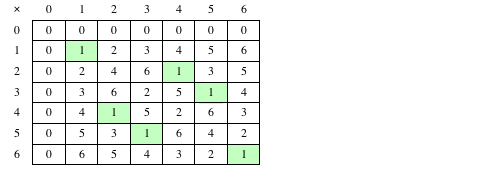 × 0 1 2 3 4 5 6
0 0 0 0 0 0 0 0
1 0 1 2 3 4 5 6
2 0 2 4 6 1 3 5
3 0 3 6 2 5 1 4
4 0 4 1 5 2 6 3
5 0 5 3 1 6 4 2
6 0 6 5 4 3 2 1